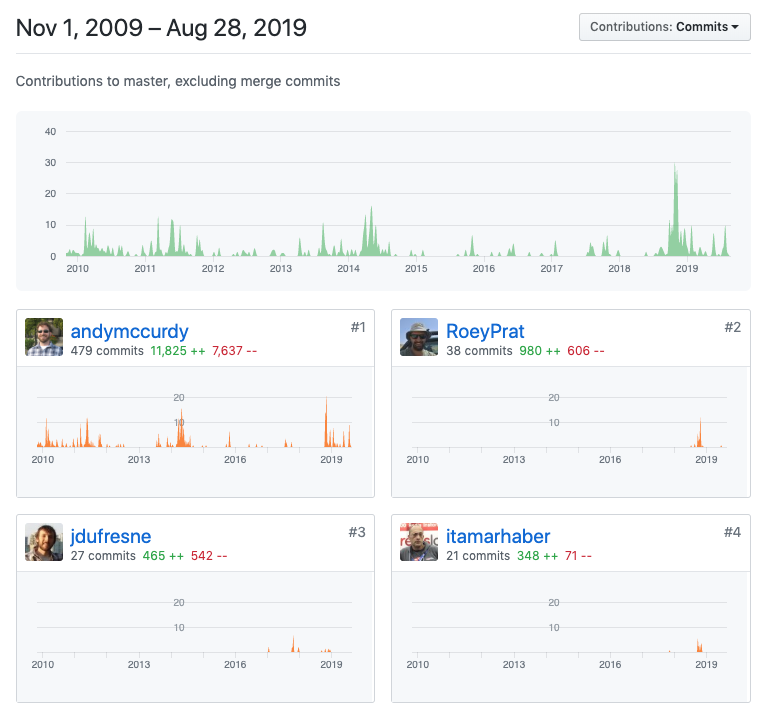 Nov 1, 2009 – Aug 28, 2019
Contributions: Commits
Contributions to master, excluding merge commits
40
30
20
10
0
2010 2011 2012 2013 2014 2015 2016 2017 2018 2019
andymccurdy #1
479 commits 11,825 ++ 7,637 --
20
10
2010 2013 2016 2019
RoeyPrat #2
38 commits 980 ++ 606 --
20
10
2010 2013 2016 2019
jdufresne #3
27 commits 465 ++ 542 --
20
10
2010 2013 2016 2019
itamarhaber #4
21 commits 348 ++ 71 --
20
10
2010 2013 2016 2019